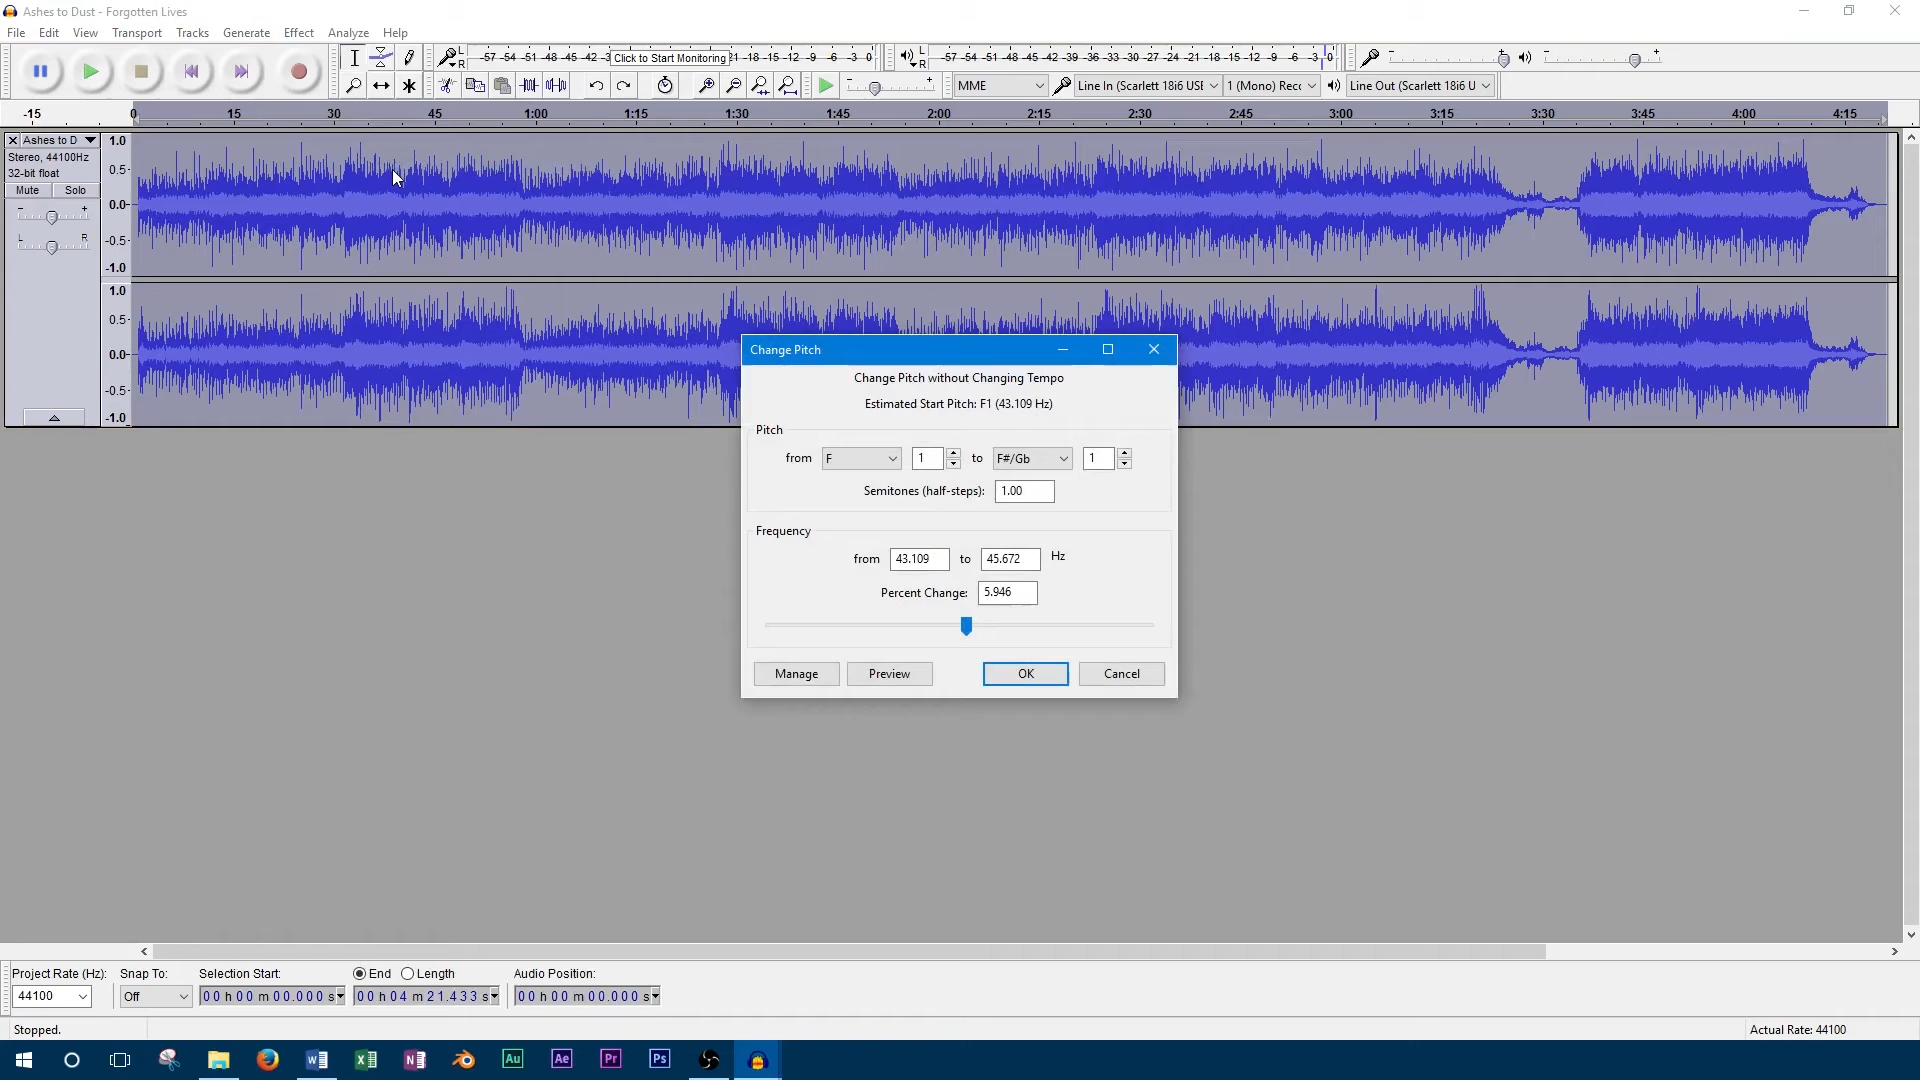 Ashes to Dust - Forgotten Lives
File Edit View Transport Tracks Generate Effect Analyze Help
L R -57 -54 -51 -48 -45 -42 Click to Start Monitoring 21 -18 -15 -12 -9 -6 -3 0 L R -57 -54 -51 -48 -45 -42 -39 -36 -33 -30 -27 -24 -21 -18 -15 -12 -9 -6 -3 0 - + - +
- + MME Line In (Scarlett 18i6 USE 1 (Mono) Recc Line Out (Scarlett 18i6 U
-15 0 15 30 45 1:00 1:15 1:30 1:45 2:00 2:15 2:30 2:45 3:00 3:15 3:30 3:45 4:00 4:15
Ashes to D 1.0
Stereo, 44100Hz
32-bit float
0.5
Mute Solo
- + 0.0
L R -0.5
-1.0
1.0
0.5
0.0
-0.5
-1.0
Change Pitch
Change Pitch without Changing Tempo
Estimated Start Pitch: F1 (43.109 Hz)
Pitch
from F 1 to F#/Gb 1
Semitones (half-steps): 1.00
Frequency
from 43.109 to 45.672 Hz
Percent Change: 5.946
Manage Preview OK Cancel
Project Rate (Hz): Snap To: Selection Start: End Length Audio Position:
44100 Off 00 h 00 m 00.000 s 00 h 04 m 21.433 s 00 h 00 m 00.000 s
Stopped. Actual Rate: 44100
Au Ae Pr Ps